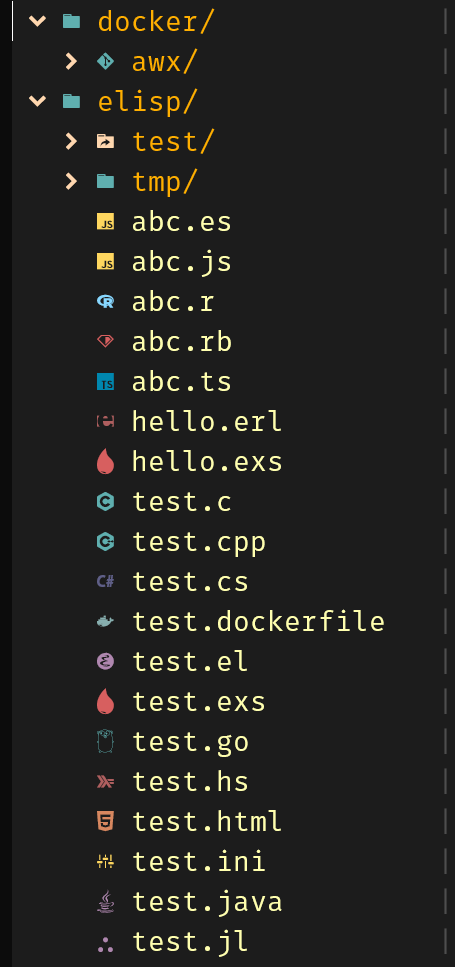 docker/
awx/
elisp/
test/
tmp/
abc.es
abc.js
abc.r
abc.rb
abc.ts
hello.erl
hello.exs
test.c
test.cpp
test.cs
test.dockerfile
test.el
test.exs
test.go
test.hs
test.html
test.ini
test.java
test.jl